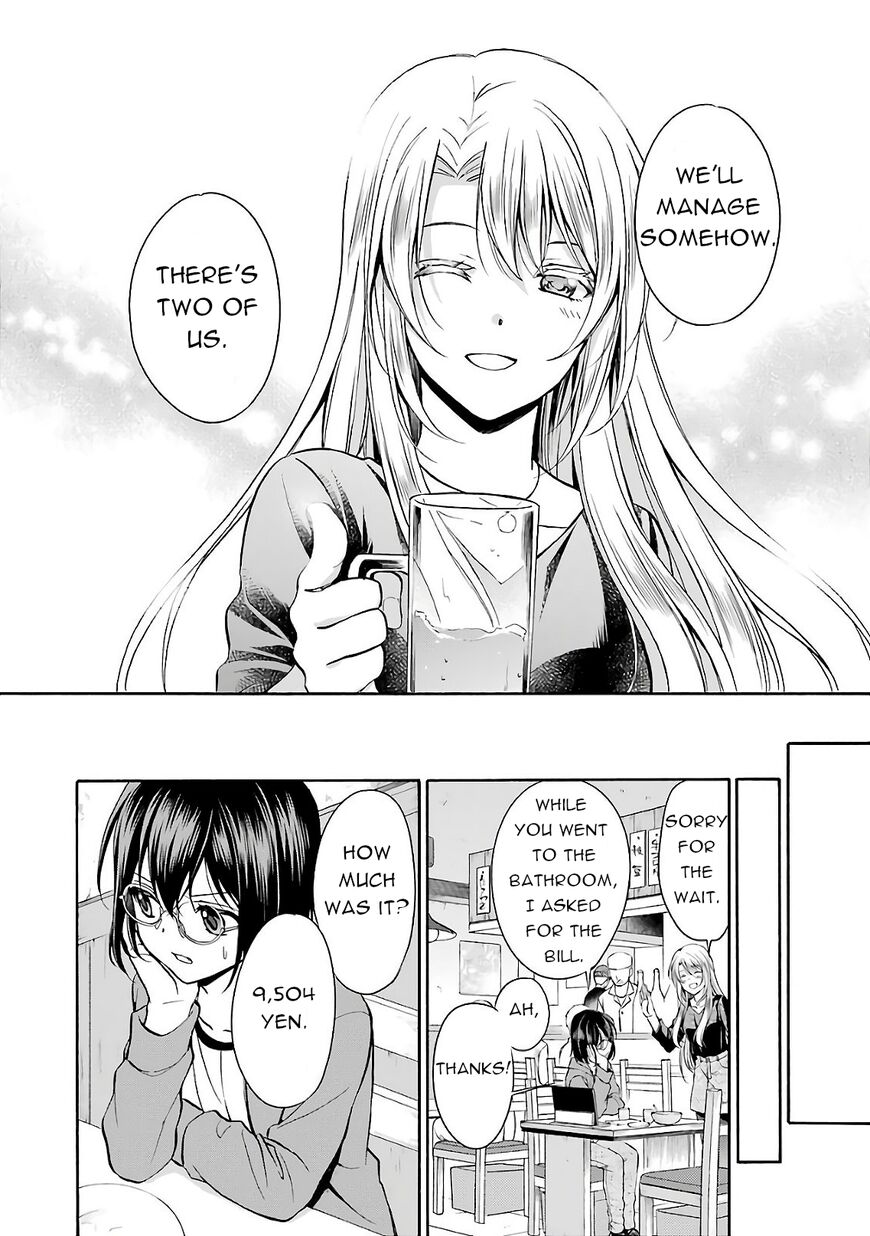 WE'LL
MANAGE
SOMEHOW.
THERE'S
TWO OF
US.
SORRY
FOR
THE
WAIT.
WHILE
YOU WENT
TO THE
BATHROOM,
I ASKED
FOR THE
BILL.
AH,
THANKS!
HOW
MUCH
WAS IT?
9,504
YEN.